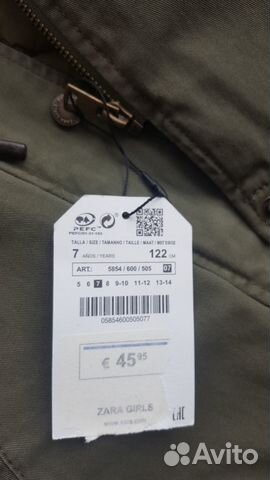 PEFC
TALLA / SIZE / TAMANHO / TAILLE / MAAT / МЯГЕВОЕ
7 AÑOS / YEARS 122 CM
ART: 5854 / 600 / 505 07
5 6 7 8 9-10 11-12 13-14
05854600505077
€ 45,95
ZARA GIRLS
EAC
Avito